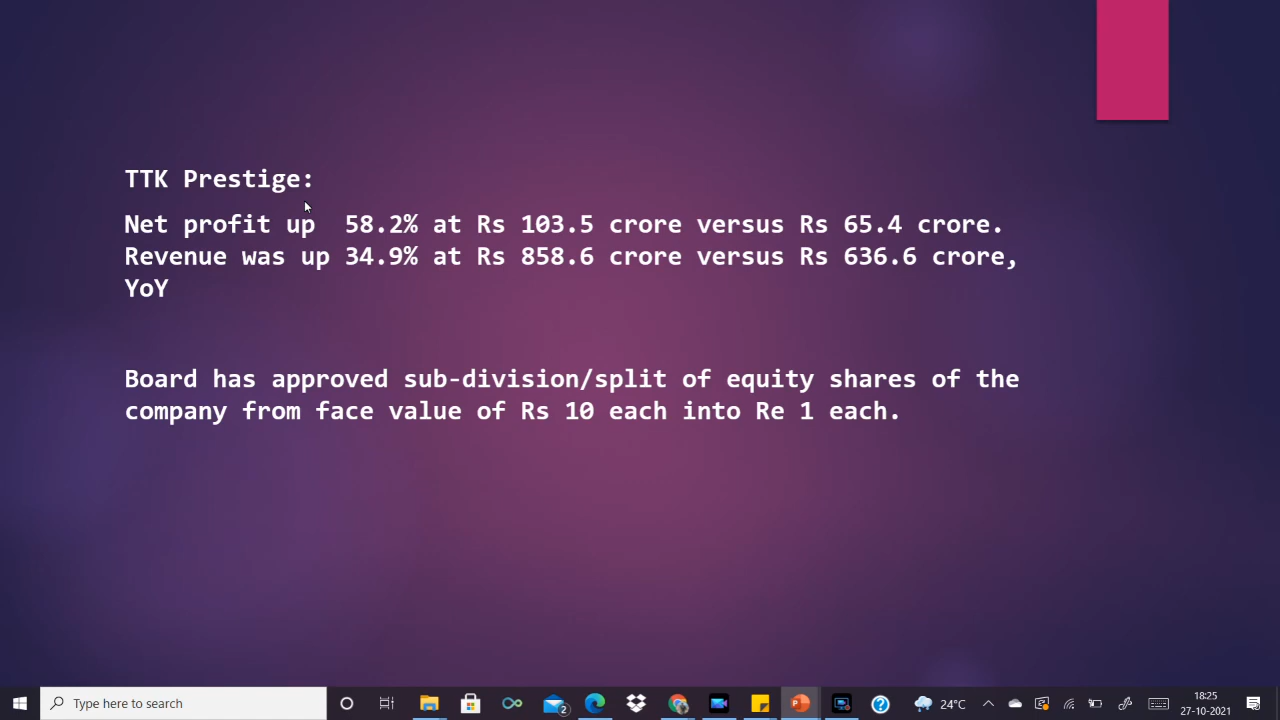 TTK Prestige:
Net profit up  58.2% at Rs 103.5 crore versus Rs 65.4 crore.
Revenue was up 34.9% at Rs 858.6 crore versus Rs 636.6 crore,
YoY
Board has approved sub-division/split of equity shares of the
company from face value of Rs 10 each into Re 1 each.
Type here to search
2
24°C
18:25
27-10-2021